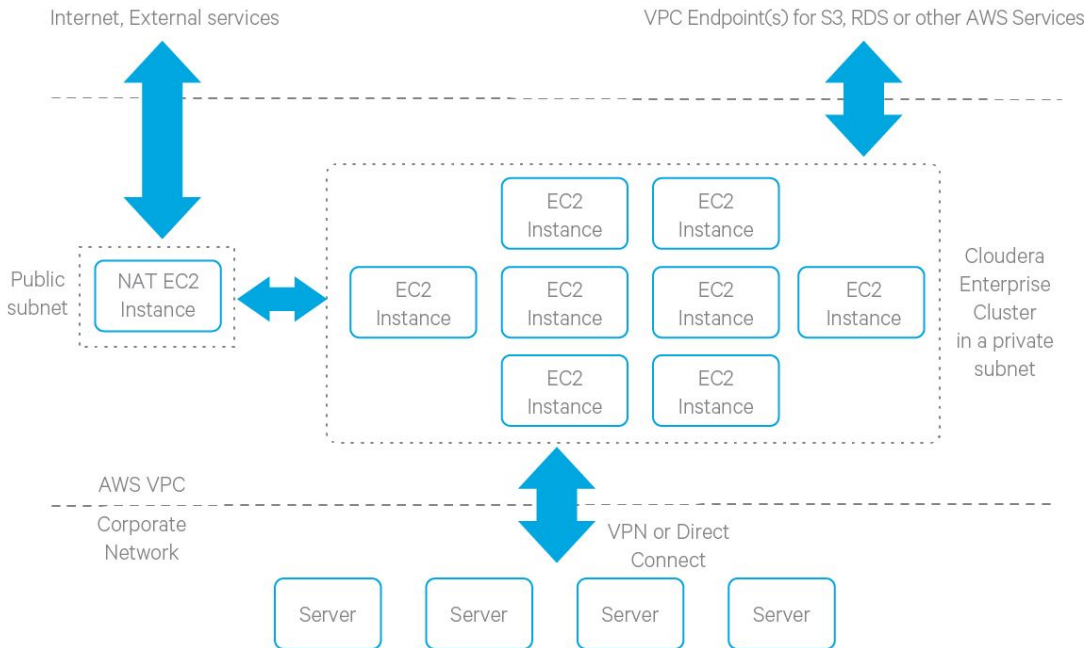 Internet, External services
VPC Endpoint(s) for S3, RDS or other AWS Services
EC2
Instance
EC2
Instance
Public
subnet
NAT EC2
Instance
EC2
Instance
EC2
Instance
EC2
Instance
EC2
Instance
Cloudera
Enterprise
Cluster
in a private
subnet
EC2
Instance
EC2
Instance
AWS VPC
Corporate
Network
VPN or Direct
Connect
Server
Server
Server
Server